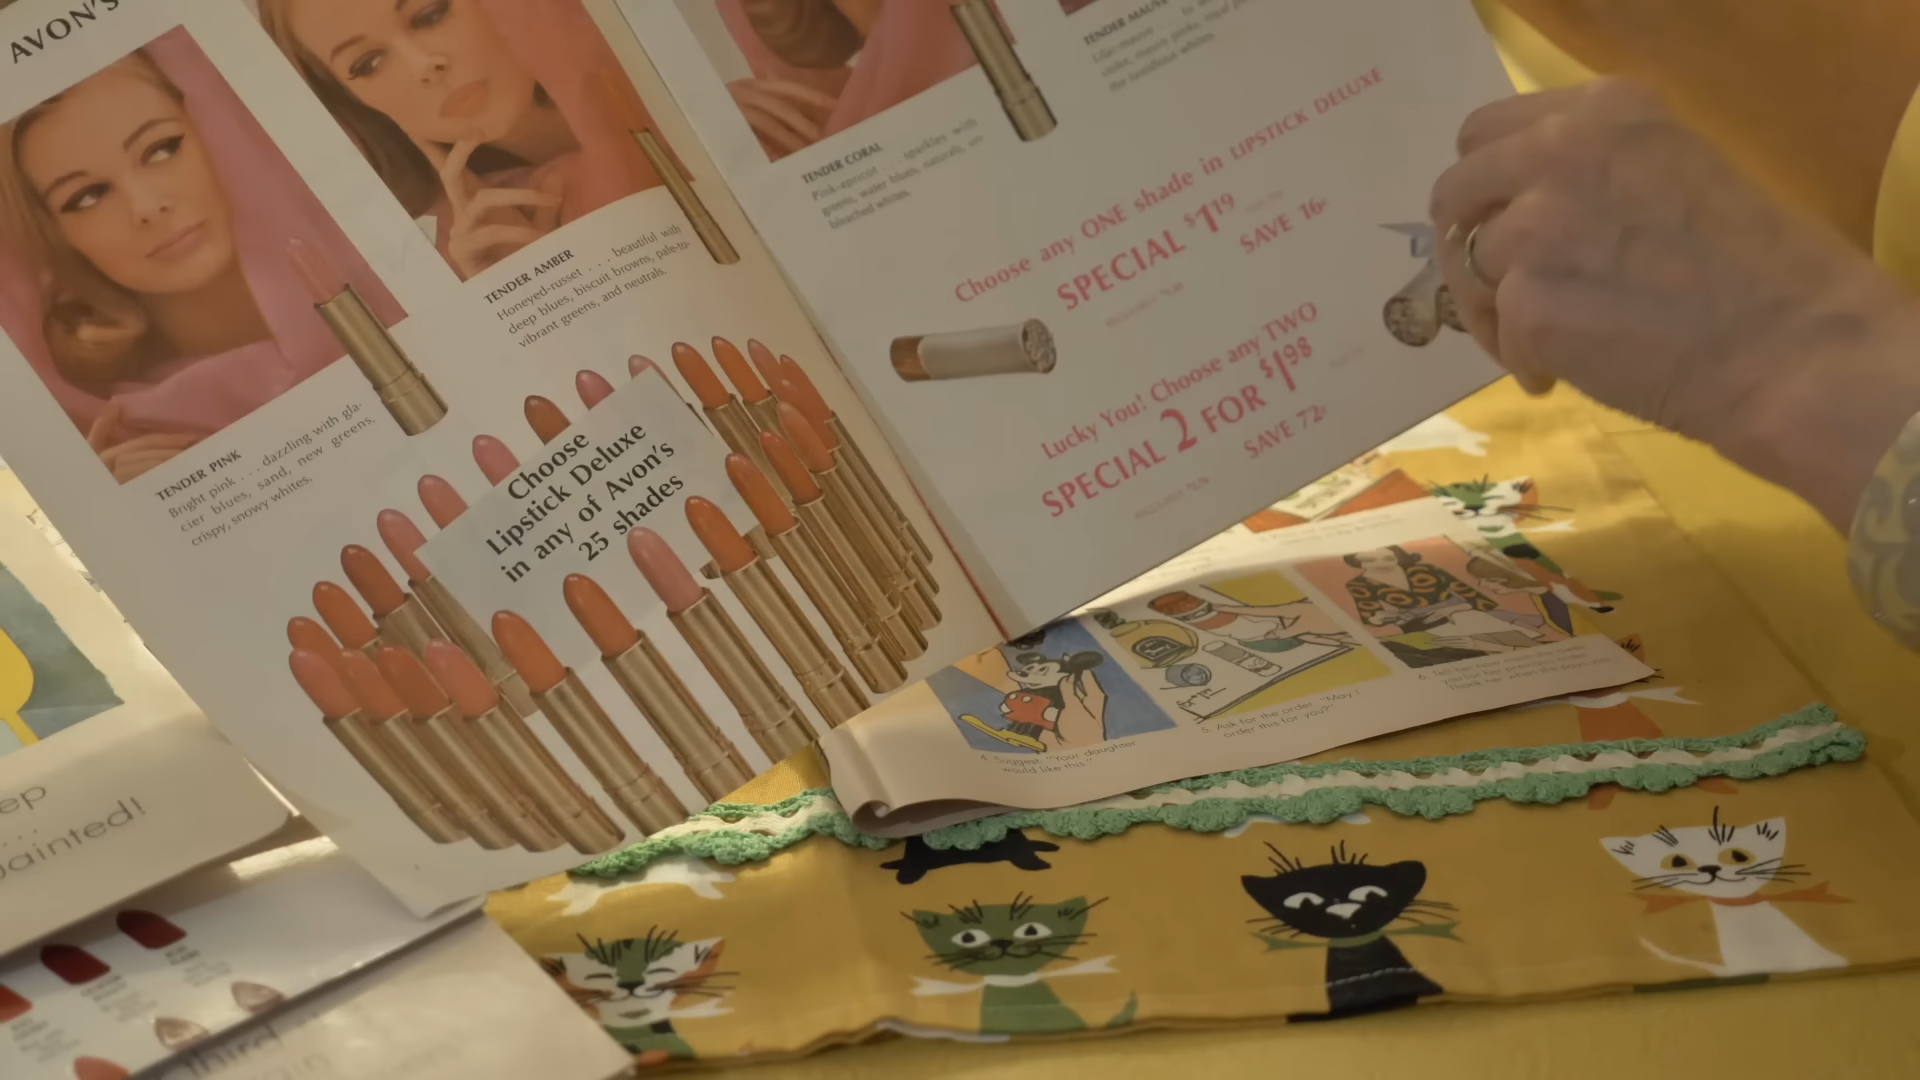 AVON'S
TENDER PINK
Bright pink . . . dazzling with gla-
cier blues, sand, new greens,
crispy, snowy whites.
TENDER AMBER
Honeyed-russet . . . beautiful with
deep blues, biscuit browns, pale-to-
vibrant greens, and neutrals.
Choose
Lipstick Deluxe
in any of Avon's
25 shades
TENDER CORAL
Pink-apricot . . . sparkles with
greens, water blues, naturals, un-
bleached whites.
TENDER MAUVE
Choose any ONE shade in LIPSTICK DELUXE
SPECIAL $1.19
SAVE 16¢
Lucky You! Choose any TWO
SPECIAL 2 FOR $1.98
SAVE 72¢
4. Suggest. "Your daughter
would like this."
5. Ask for the order. "May I
order this for you?"
ep
painted!
Third